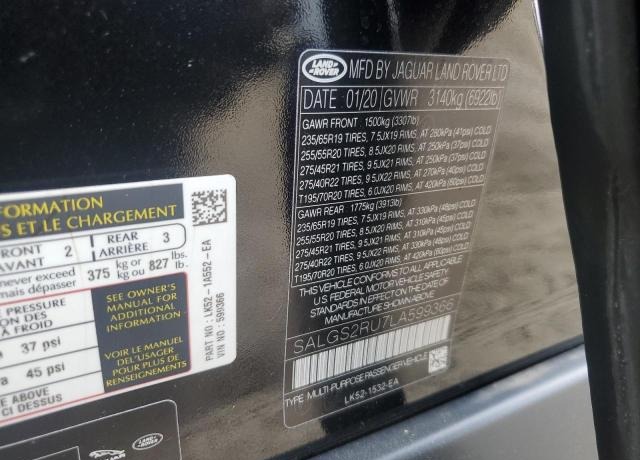 LAND ROVER
MFD BY JAGUAR LAND ROVER LTD
DATE: 01/20 GVWR 3140kg (6922lb)
GAWR FRONT 1500kg (3307lb)
235/65R19 TIRES, 7.5JX19 RIMS, AT 280kPa (41psi) COLD
255/55R20 TIRES, 8.5JX20 RIMS, AT 250kPa (37psi) COLD
275/45R21 TIRES, 9.5JX21 RIMS, AT 250kPa (37psi) COLD
275/40R22 TIRES, 9.5JX22 RIMS, AT 270kPa (40psi) COLD
T195/70R20 TIRES, 6.0JX20 RIMS, AT 420kPa (60psi) COLD
GAWR REAR 1775kg (3913lb)
235/65R19 TIRES, 7.5JX19 RIMS, AT 330kPa (48psi) COLD
255/55R20 TIRES, 8.5JX20 RIMS, AT 310kPa (45psi) COLD
275/45R21 TIRES, 9.5JX21 RIMS, AT 310kPa (45psi) COLD
275/40R22 TIRES, 9.5JX22 RIMS, AT 330kPa (48psi) COLD
T195/70R20 TIRES, 6.0JX20 RIMS, AT 420kPa (60psi) COLD
THIS VEHICLE CONFORMS TO ALL APPLICABLE
U.S. FEDERAL MOTOR VEHICLE SAFETY
STANDARDS IN EFFECT ON THE DATE OF
MANUFACTURE SHOWN ABOVE.
SALGS2RU7LA599366
TYPE: MULTI-PURPOSE PASSENGER VEHICLE
LK52-1532-EA
FORMATION
S ET LE CHARGEMENT
FRONT 2 REAR 3
AVANT ARRIÈRE
never exceed 375 kg or 827 lbs.
mais dépasser kg ou lb.
PRESSURE
SION DES
À FROID
SEE OWNER'S
MANUAL FOR
ADDITIONAL
INFORMATION
37 psi
VOIR LE MANUEL
DE L'USAGER
POUR PLUS DE
RENSEIGNEMENTS
45 psi
E ABOVE
CI DESSUS
LK52-1A552-EA
VIN: 599366
LAND ROVER